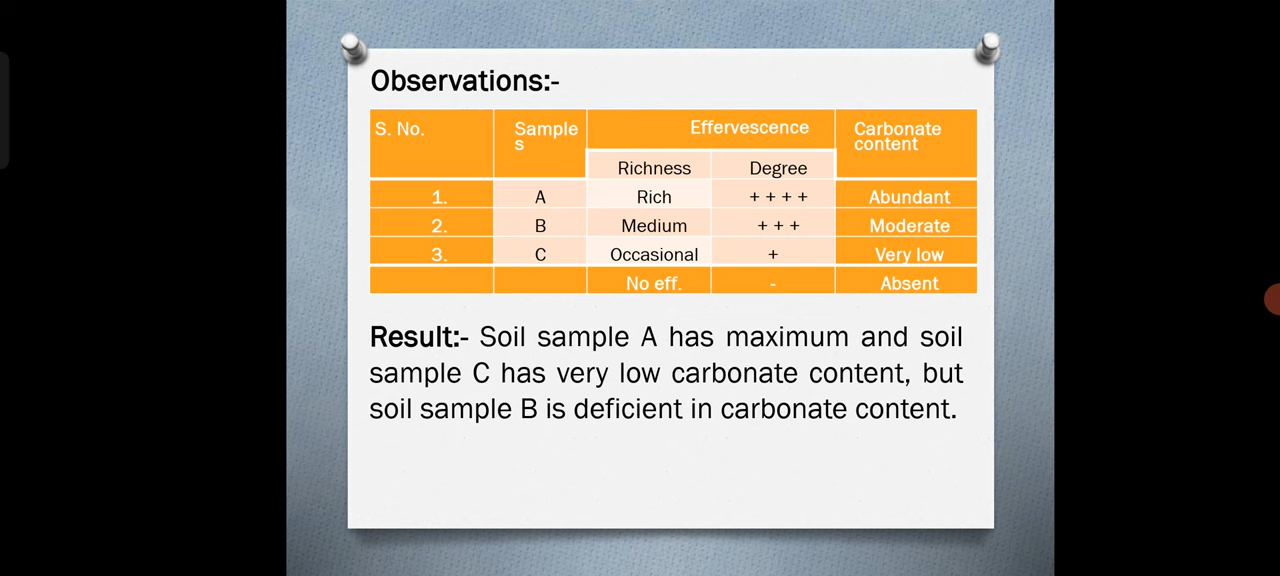 Observations:-
S. No. Sample Effervescence Carbonate
s content
Richness Degree
1. A Rich + + + + Abundant
2. B Medium + + + Moderate
3. C Occasional + Very low
No eff. - Absent
Result:- Soil sample A has maximum and soil
sample C has very low carbonate content, but
soil sample B is deficient in carbonate content.